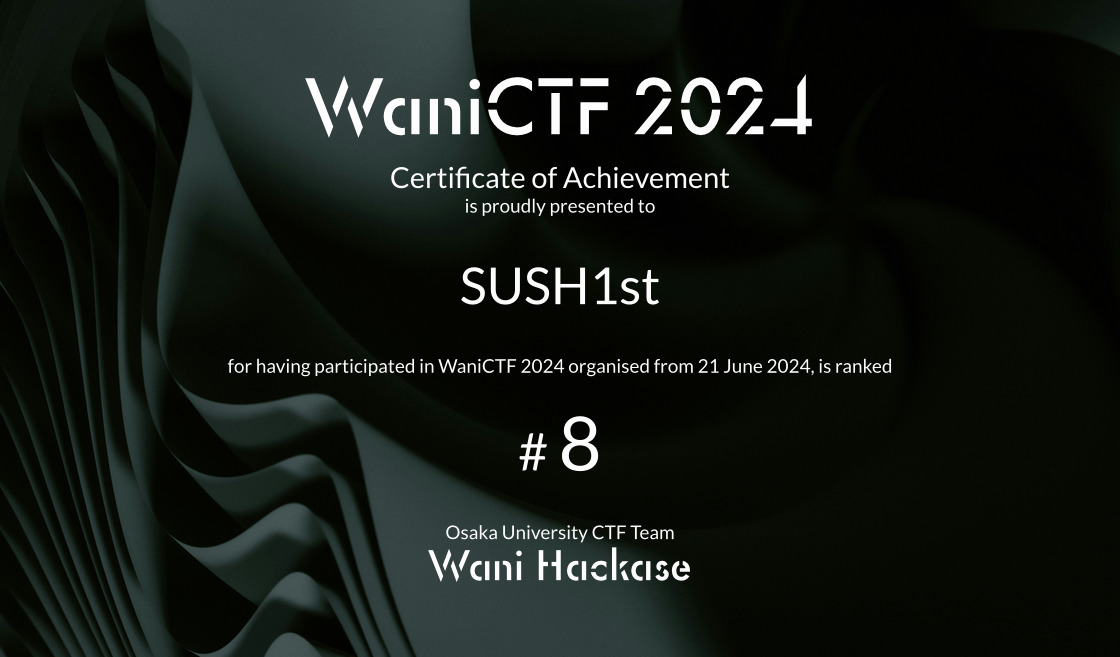 WaniCTF 2024
Certificate of Achievement
is proudly presented to
SUSH1st
for having participated in WaniCTF 2024 organised from 21 June 2024, is ranked
# 8
Osaka University CTF Team
Wani Hackase